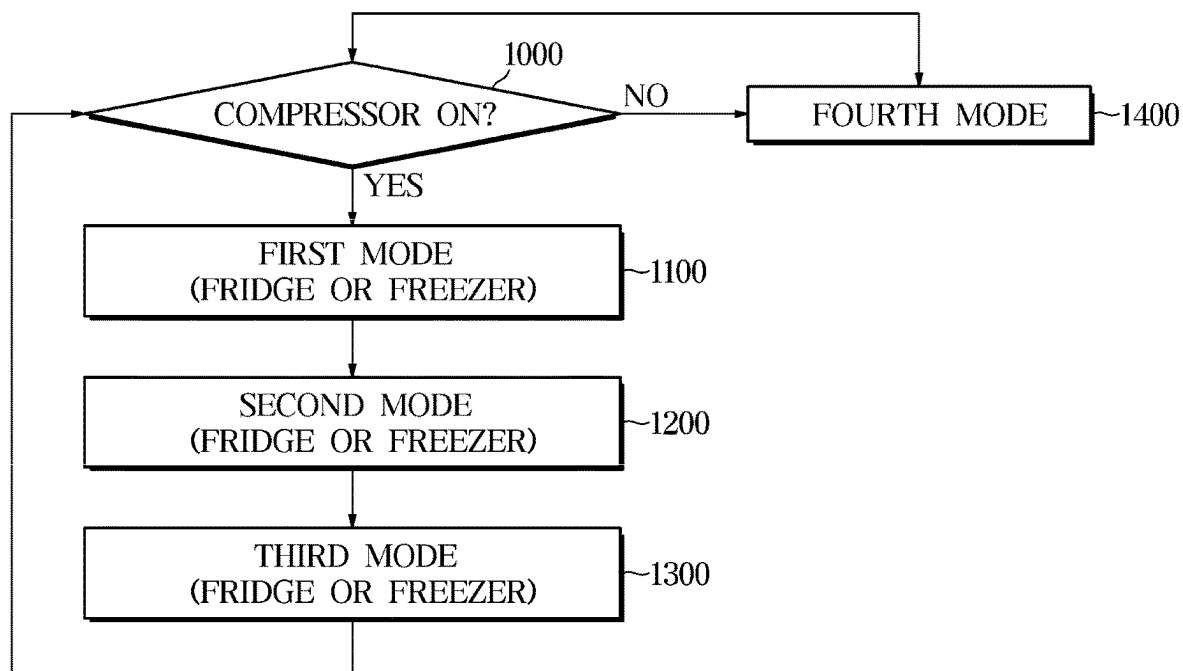 1000
COMPRESSOR ON?
NO
FOURTH MODE
1400
YES
FIRST MODE
(FRIDGE OR FREEZER)
1100
SECOND MODE
(FRIDGE OR FREEZER)
1200
THIRD MODE
(FRIDGE OR FREEZER)
1300